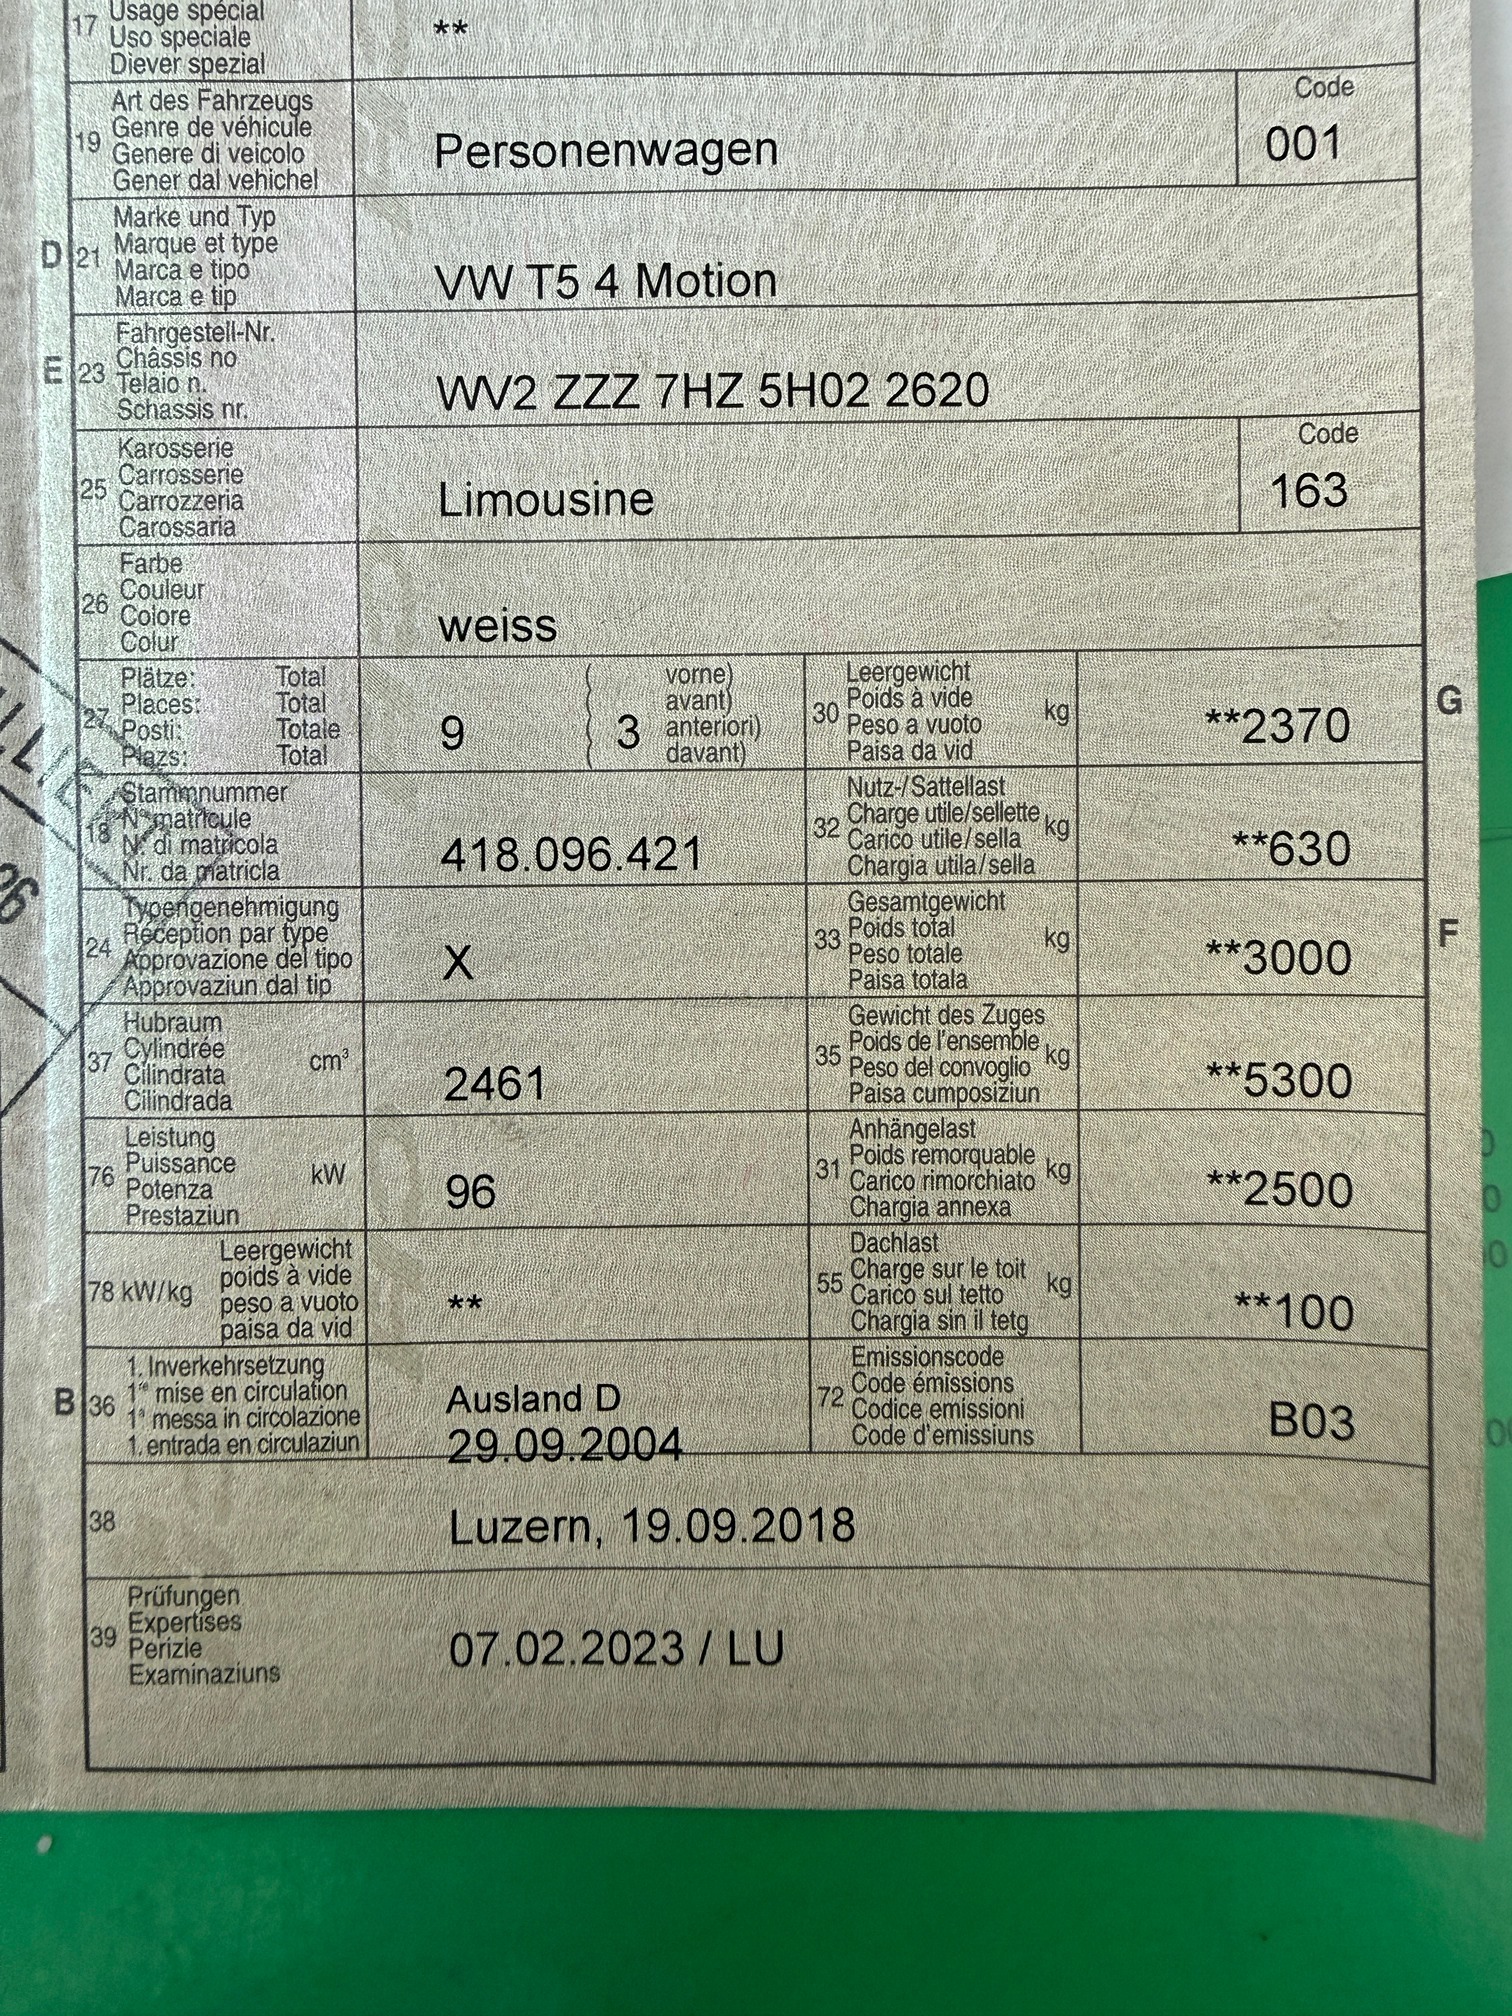 17 Usage spécial
Uso speciale
Diever spezial
**
19 Art des Fahrzeugs
Genre de véhicule
Genere di veicolo
Gener dal vehichel
Personenwagen
Code
001
D 21 Marke und Typ
Marque et type
Marca e tipo
Marca e tip
VW T5 4 Motion
E 23 Fahrgestell-Nr.
Châssis no
Telaio n.
Schassis nr.
WV2 ZZZ 7HZ 5H02 2620
25 Karosserie
Carrosserie
Carrozzeria
Carossaria
Limousine
Code
163
26 Farbe
Couleur
Colore
Colur
weiss
27 Plätze: Total
Places: Total
Posti: Totale
Plazs: Total
9 ( 3 vorne)
avant)
anteriori)
davant)
30 Leergewicht
Poids à vide kg
Peso a vuoto
Paisa da vid
**2370
G
18 Stammnummer
N° matricule
N. di matricola
Nr. da matricla
418.096.421
32 Nutz-/Sattellast
Charge utile/sellette kg
Carico utile/sella
Chargia utila/sella
**630
24 Typengenehmigung
Réception par type
Approvazione del tipo
Approvaziun dal tip
X
33 Gesamtgewicht
Poids total kg
Peso totale
Paisa totala
**3000
F
37 Hubraum
Cylindrée cm³
Cilindrata
Cilindrada
2461
35 Gewicht des Zuges
Poids de l'ensemble kg
Peso del convoglio
Paisa cumposiziun
**5300
76 Leistung
Puissance kW
Potenza
Prestaziun
96
31 Anhängelast
Poids remorquable kg
Carico rimorchiato
Chargia annexa
**2500
78 kW/kg Leergewicht
poids à vide
peso a vuoto
paisa da vid
**
55 Dachlast
Charge sur le toit kg
Carico sul tetto
Chargia sin il tetg
**100
B 36 1. Inverkehrsetzung
1re mise en circulation
1a messa in circolazione
1. entrada en circulaziun
Ausland D
29.09.2004
72 Emissionscode
Code émissions
Codice emissioni
Code d'emissiuns
B03
38 Luzern, 19.09.2018
39 Prüfungen
Expertises
Perizie
Examinaziuns
07.02.2023 / LU